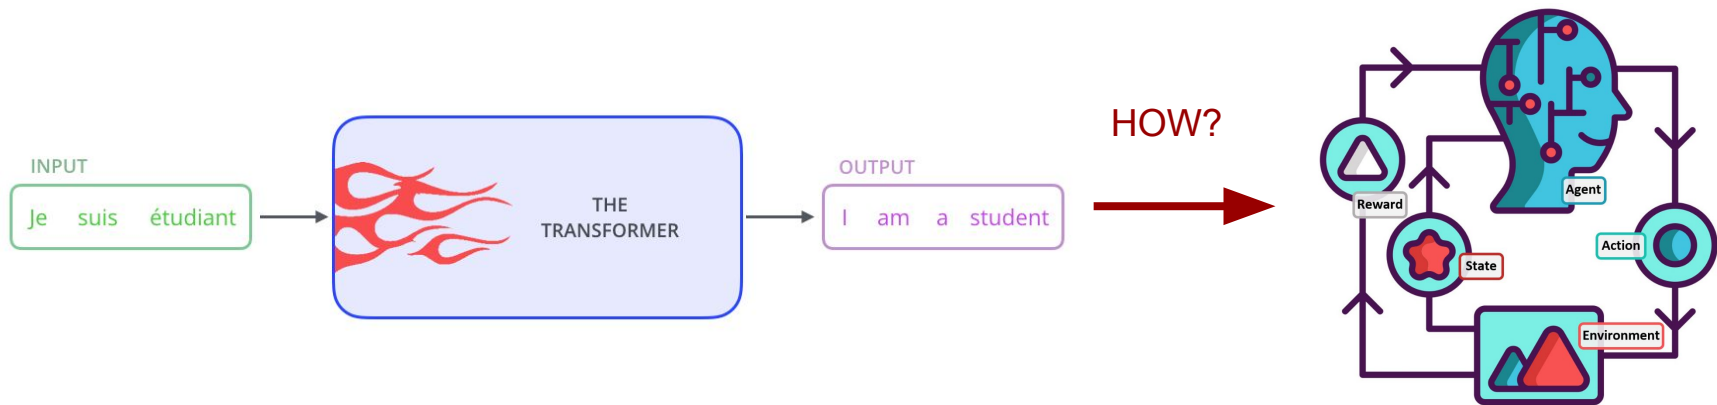 INPUT
Je suis étudiant
THE
TRANSFORMER
OUTPUT
I am a student
HOW?
Reward
Agent
State
Action
Environment